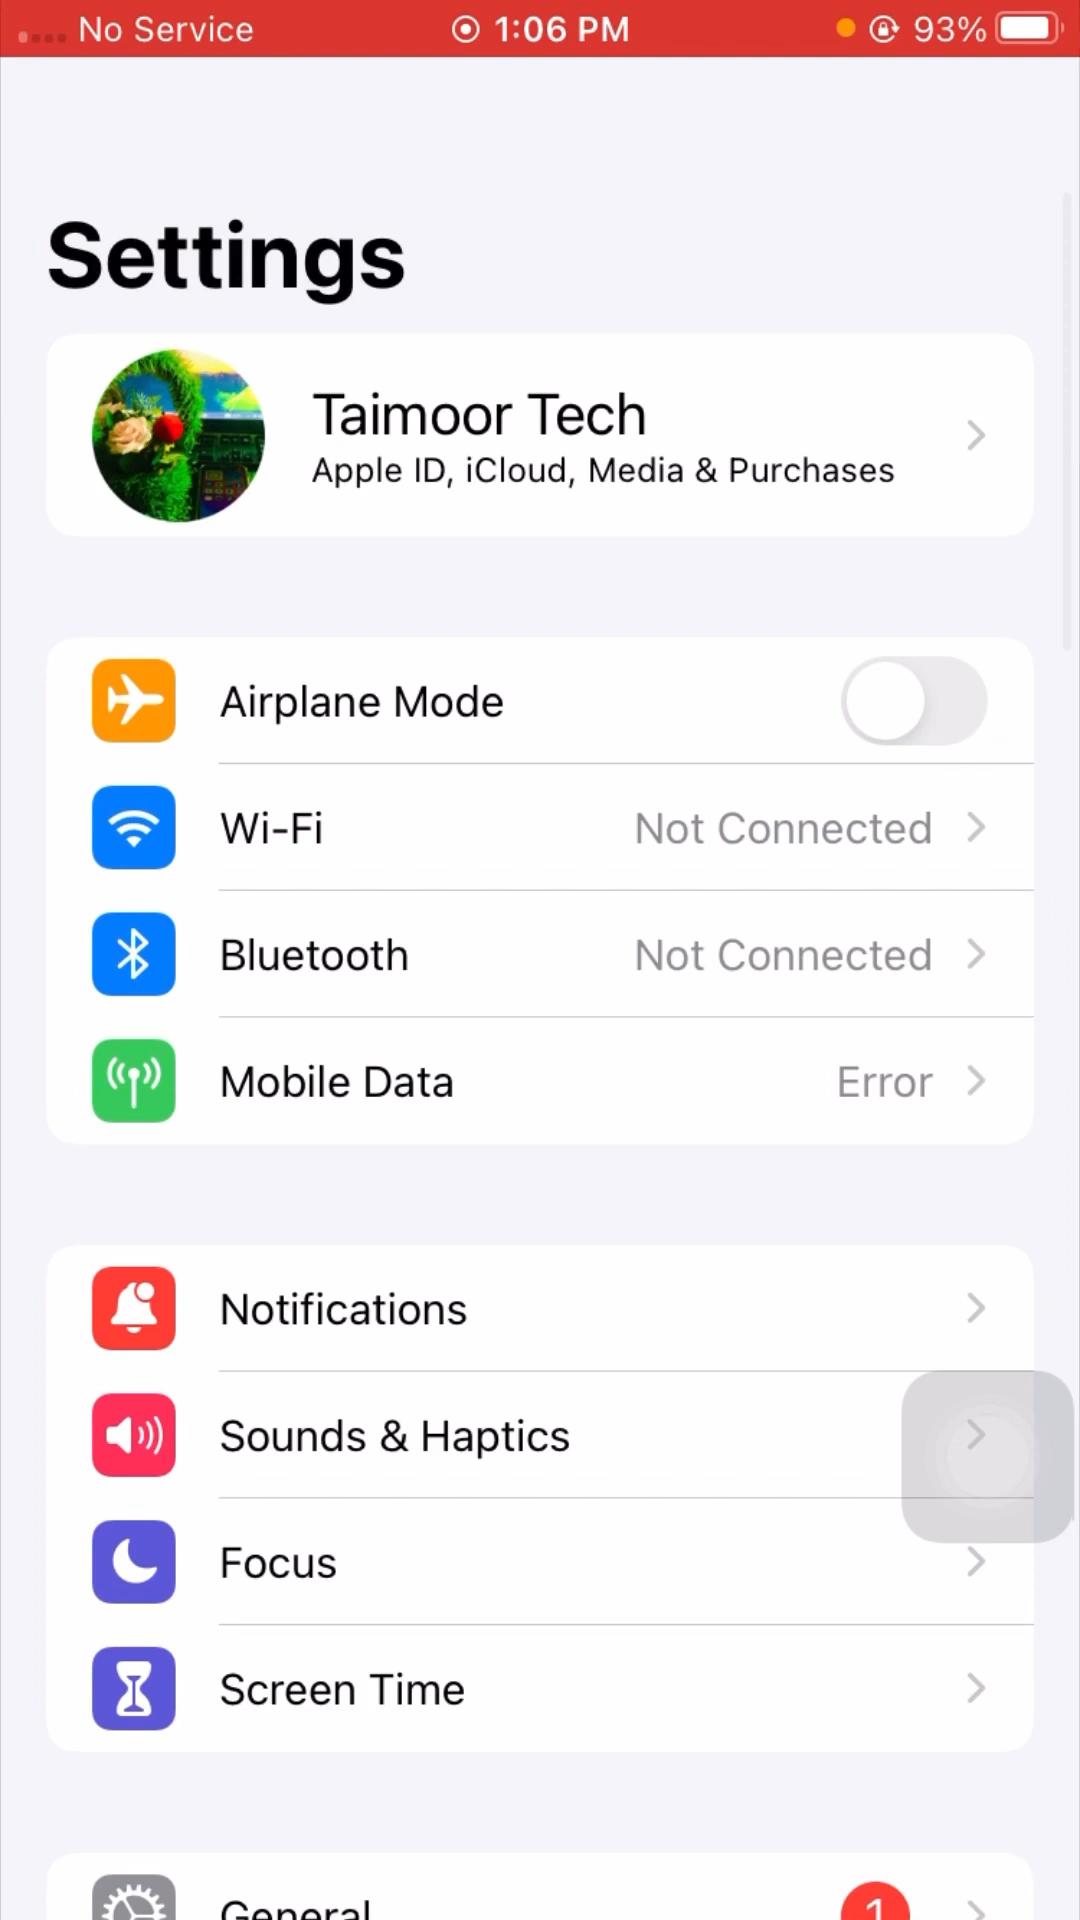 No Service 1:06 PM 93%
Settings
Taimoor Tech
Apple ID, iCloud, Media & Purchases
Airplane Mode
Wi-Fi Not Connected
Bluetooth Not Connected
Mobile Data Error
Notifications
Sounds & Haptics
Focus
Screen Time
General 1